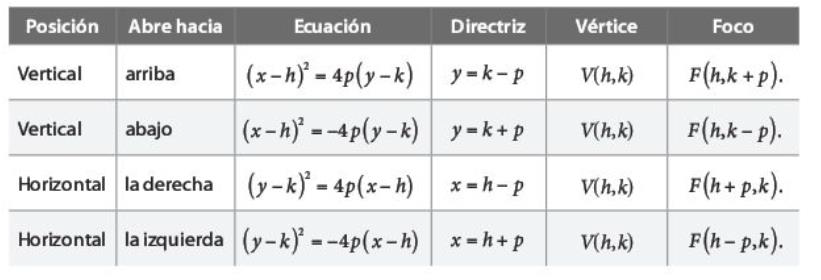 Posición Abre hacia Ecuación Directriz Vértice Foco
Vertical arriba (x−h)² = 4p(y−k) y = k − p V(h,k) F(h,k + p).
Vertical abajo (x−h)² = −4p(y−k) y = k + p V(h,k) F(h,k − p).
Horizontal la derecha (y−k)² = 4p(x−h) x = h − p V(h,k) F(h + p,k).
Horizontal la izquierda (y−k)² = −4p(x−h) x = h + p V(h,k) F(h − p,k).